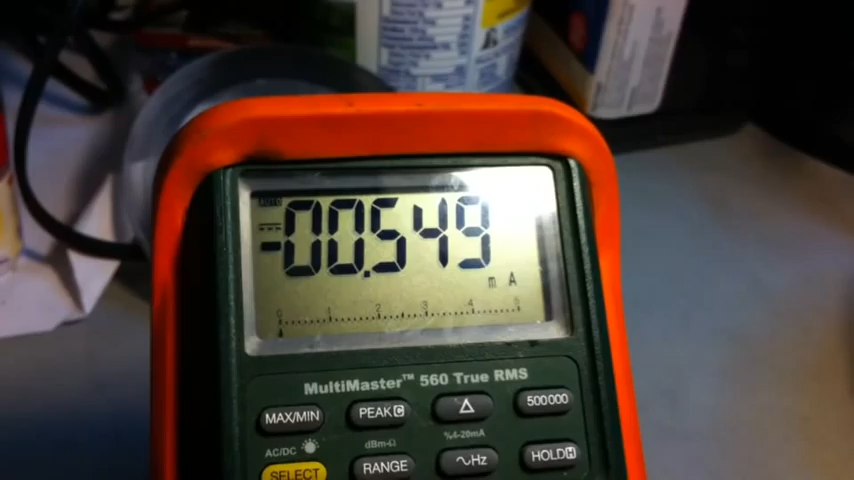 AUTO
-00.549
m A
0 1 2 3 4 5
MultiMaster™ 560 True RMS
MAX/MIN PEAK C Δ 500000
AC/DC dBm-Ω %4-20mA
SELECT RANGE ~Hz HOLD H